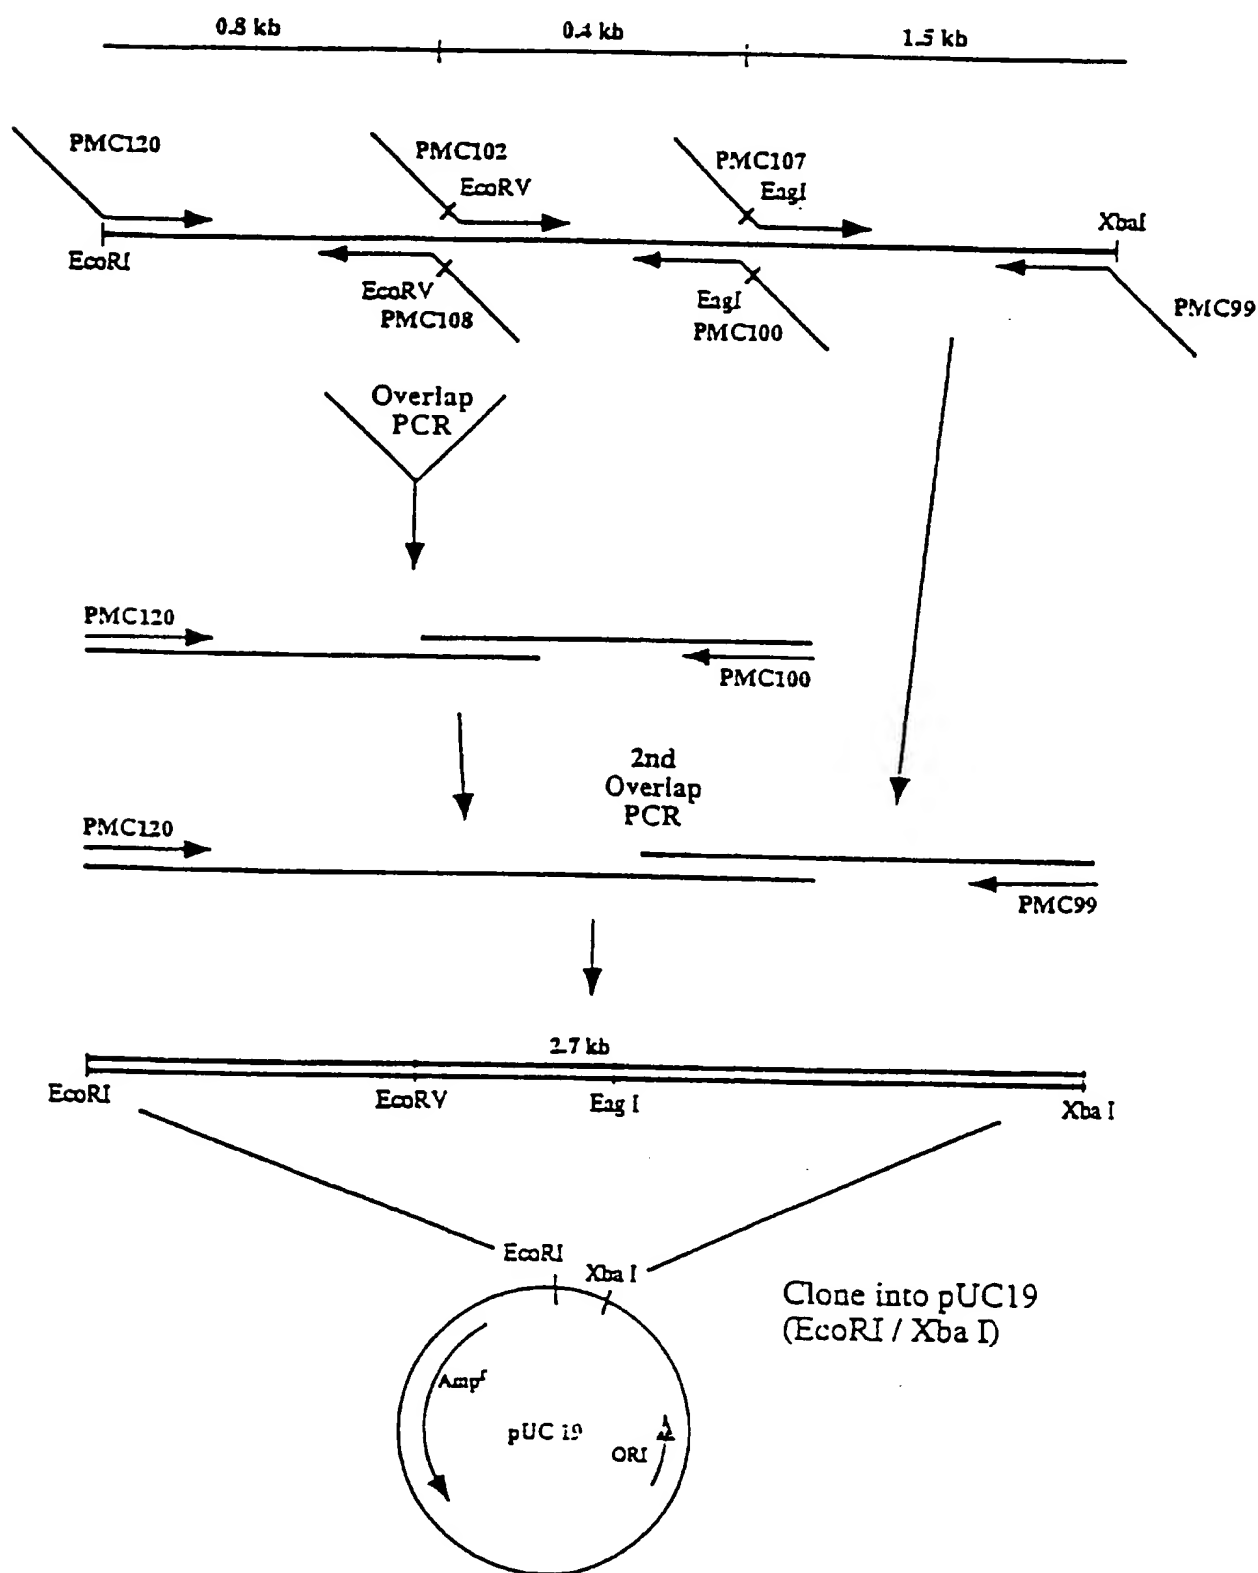 0.8 kb 0.4 kb 1.5 kb
PMC120
PMC102
EcoRV
PMC107
EagI
XbaI
EcoRI
EcoRV
PMC108
EagI
PMC100
PMC99
Overlap
PCR
PMC120
PMC100
2nd
Overlap
PCR
PMC120
PMC99
2.7 kb
EcoRI
EcoRV
Eag I
Xba I
EcoRI
Xba I
Clone into pUC19
(EcoRI / Xba I)
Ampr
pUC 19
ORI